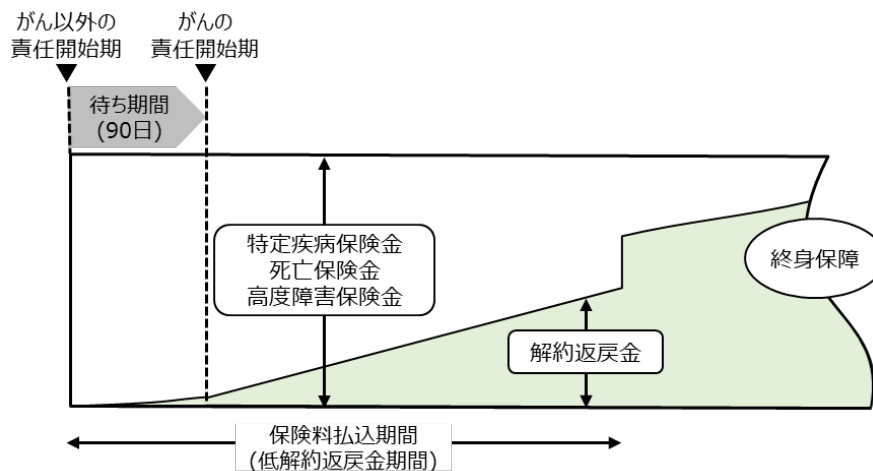 がん以外の
責任開始期
がんの
責任開始期
待ち期間
(90日)
特定疾病保険金
死亡保険金
高度障害保険金
終身保障
解約返戻金
保険料払込期間
(低解約返戻金期間)